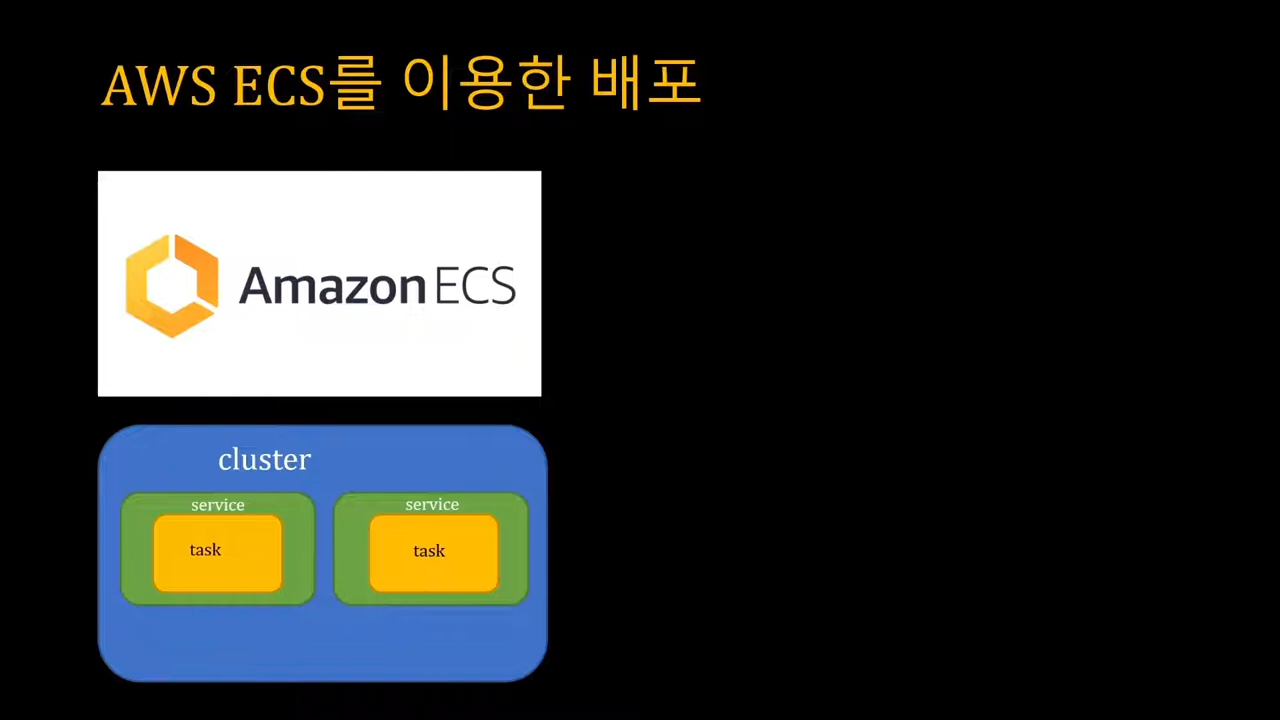 AWS ECS를 이용한 배포
Amazon ECS
cluster
service
service
task
task